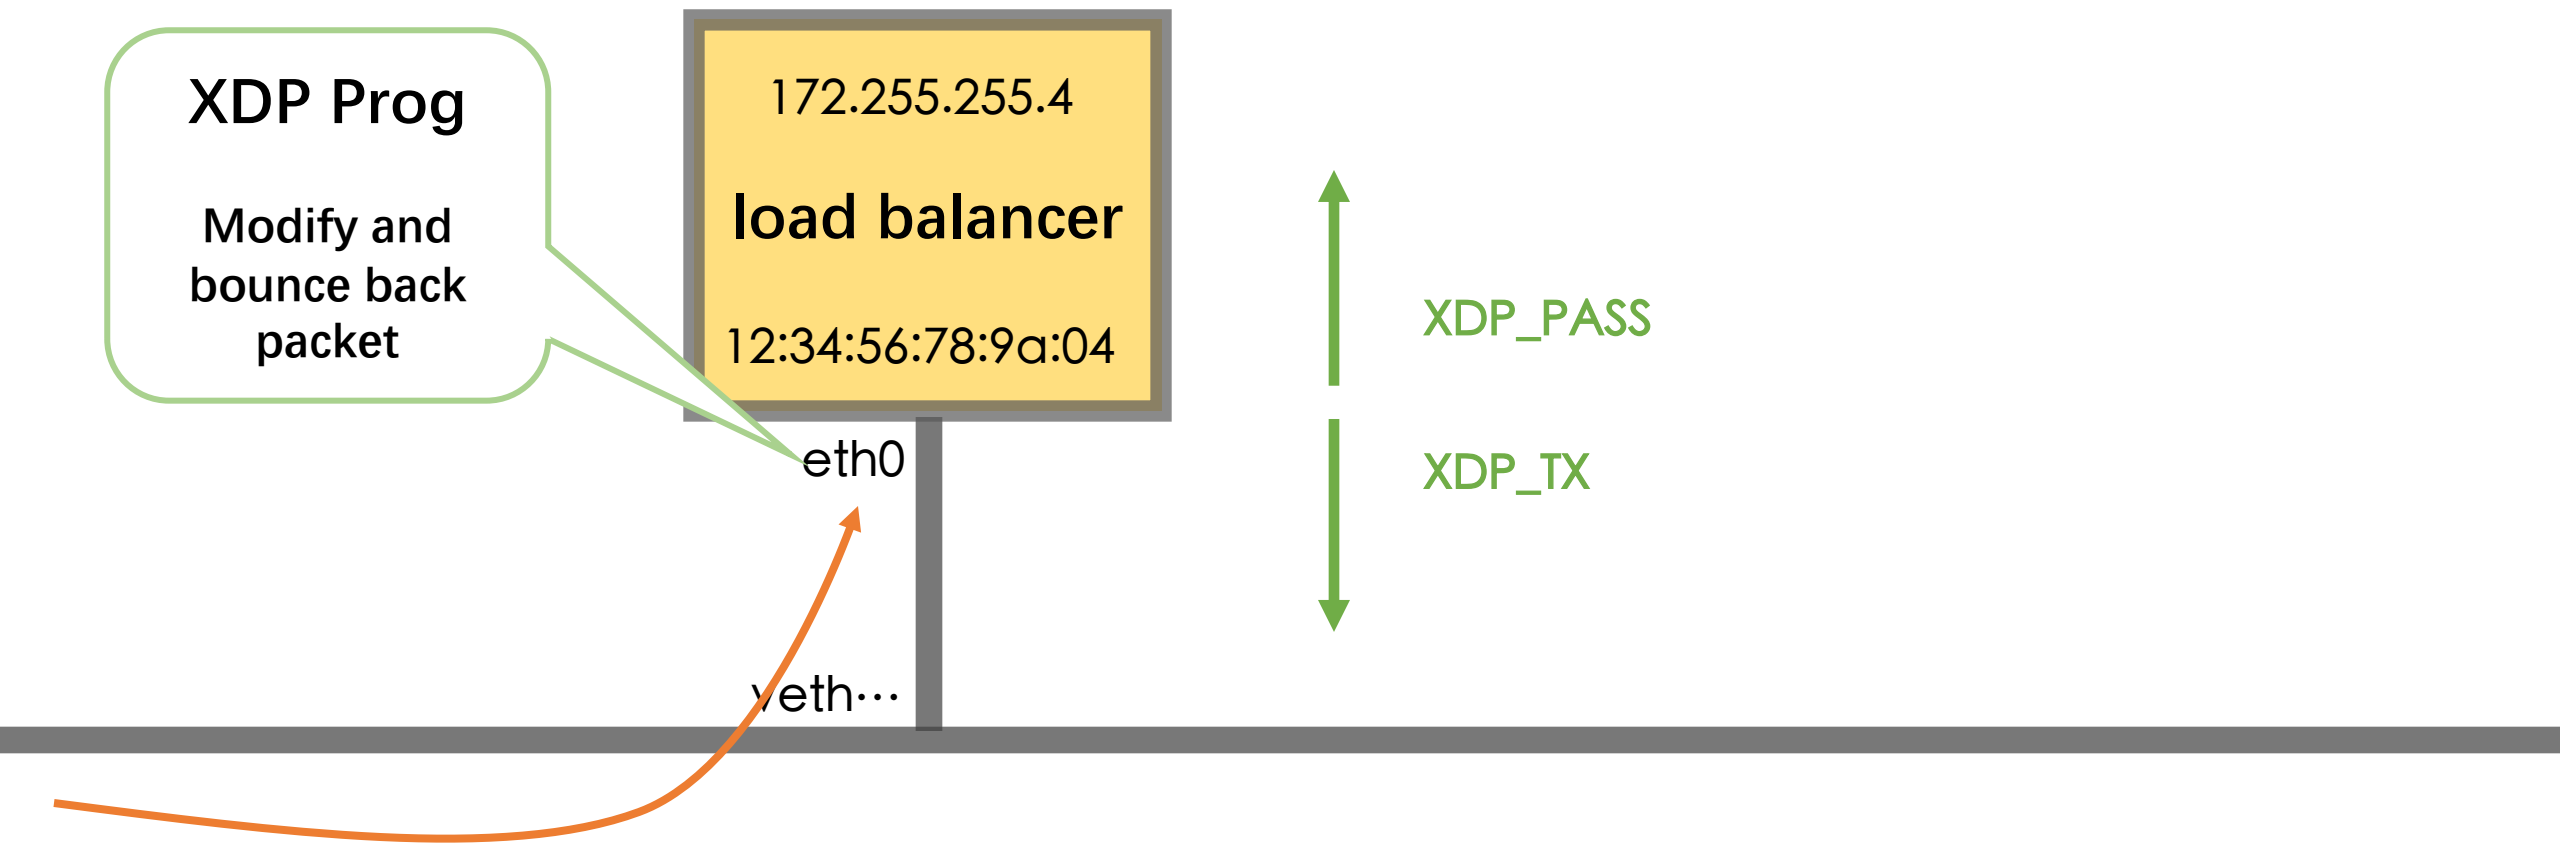 XDP Prog
Modify and
bounce back
packet
172.255.255.4
load balancer
12:34:56:78:9a:04
eth0
veth···
XDP_PASS
XDP_TX